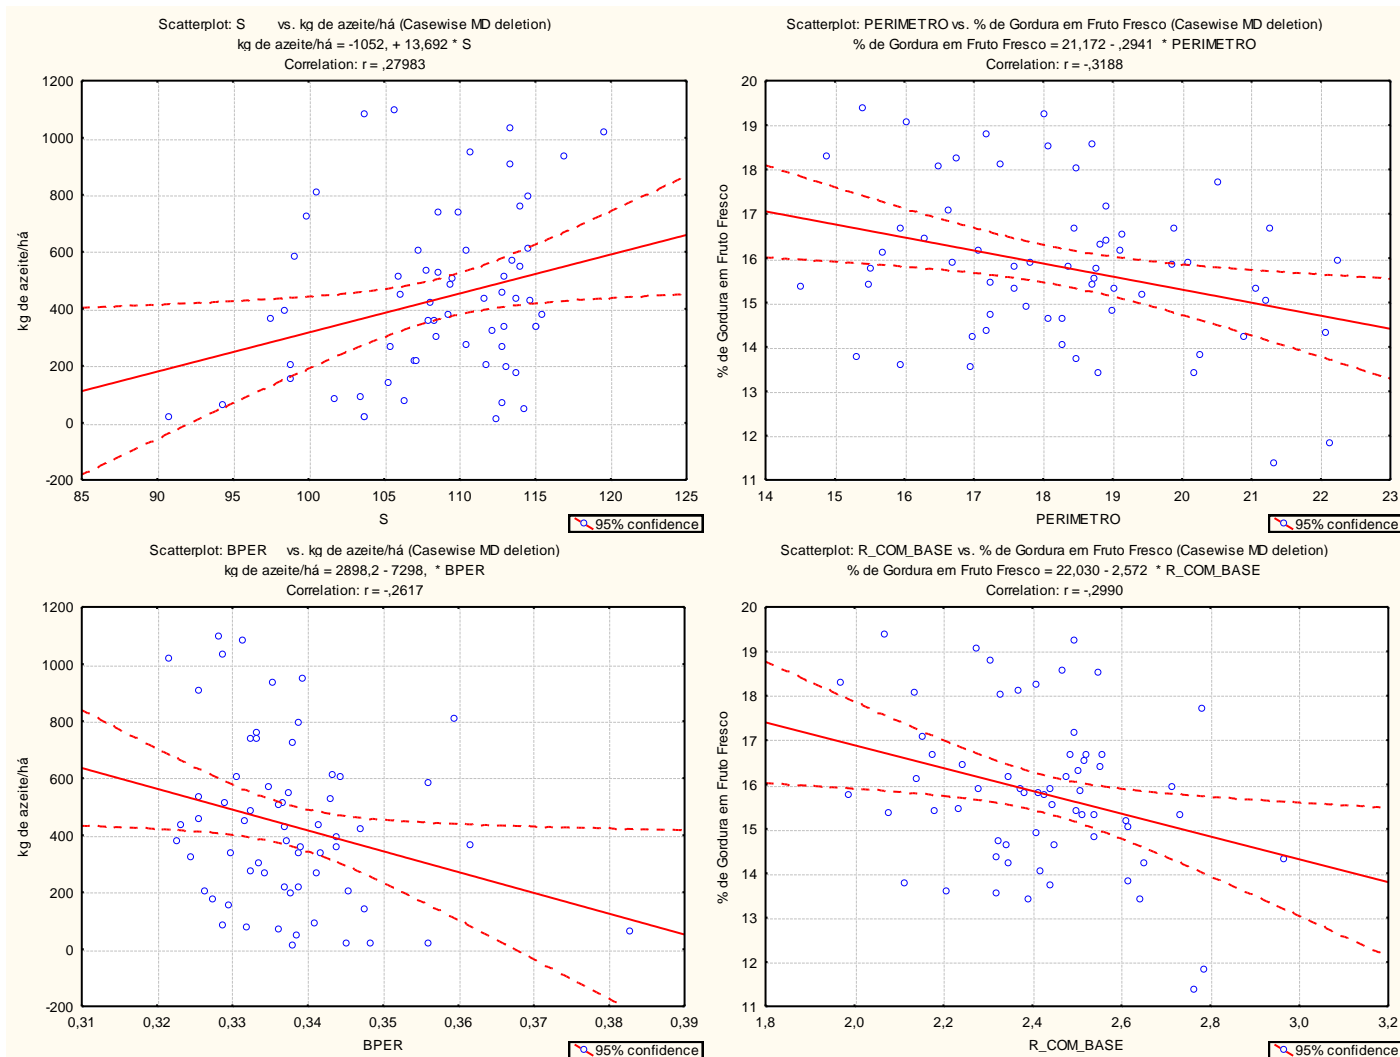 Scatterplot: S vs. kg de azeite/há (Casewise MD deletion)
kg de azeite/há = -1052, + 13,692 * S
Correlation: r = ,27983
1200
1000
800
600
400
200
0
-200
kg de azeite/há
85 90 95 100 105 110 115 120 125
S
95% confidence
Scatterplot: PERIMETRO vs. % de Gordura em Fruto Fresco (Casewise MD deletion)
% de Gordura em Fruto Fresco = 21,172 - ,2941 * PERIMETRO
Correlation: r = -,3188
20
19
18
17
16
15
14
13
12
11
% de Gordura em Fruto Fresco
14 15 16 17 18 19 20 21 22 23
PERIMETRO
95% confidence
Scatterplot: BPER vs. kg de azeite/há (Casewise MD deletion)
kg de azeite/há = 2898,2 - 7298, * BPER
Correlation: r = -,2617
1200
1000
800
600
400
200
0
-200
kg de azeite/há
0,31 0,32 0,33 0,34 0,35 0,36 0,37 0,38 0,39
BPER
95% confidence
Scatterplot: R_COM_BASE vs. % de Gordura em Fruto Fresco (Casewise MD deletion)
% de Gordura em Fruto Fresco = 22,030 - 2,572 * R_COM_BASE
Correlation: r = -,2990
20
19
18
17
16
15
14
13
12
11
% de Gordura em Fruto Fresco
1,8 2,0 2,2 2,4 2,6 2,8 3,0 3,2
R_COM_BASE
95% confidence